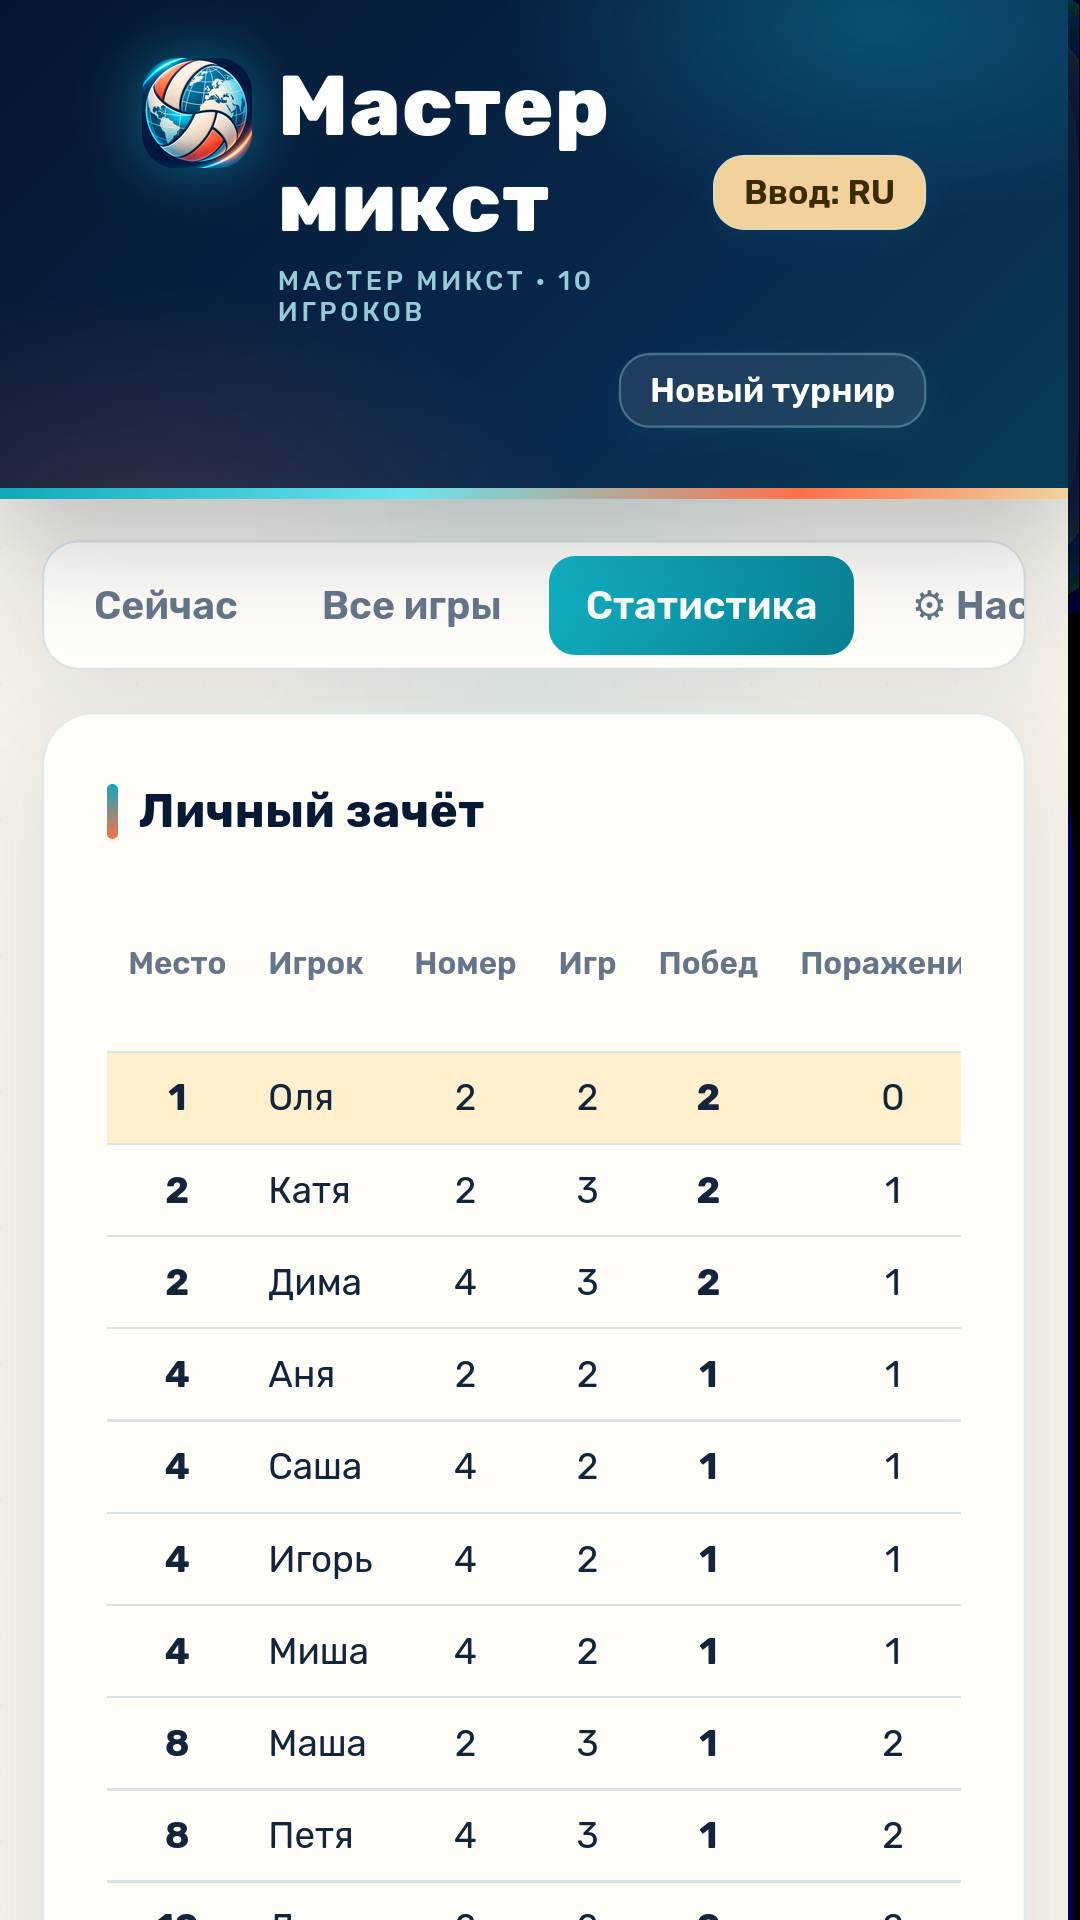 Мастер
микст
МАСТЕР МИКСТ • 10
ИГРОКОВ
Ввод: RU
Новый турнир
Сейчас Все игры Статистика ⚙ Нас
Личный зачёт
Место Игрок Номер Игр Побед Поражени
1 Оля 2 2 2 0
2 Катя 2 3 2 1
2 Дима 4 3 2 1
4 Аня 2 2 1 1
4 Саша 4 2 1 1
4 Игорь 4 2 1 1
4 Миша 4 2 1 1
8 Маша 2 3 1 2
8 Петя 4 3 1 2